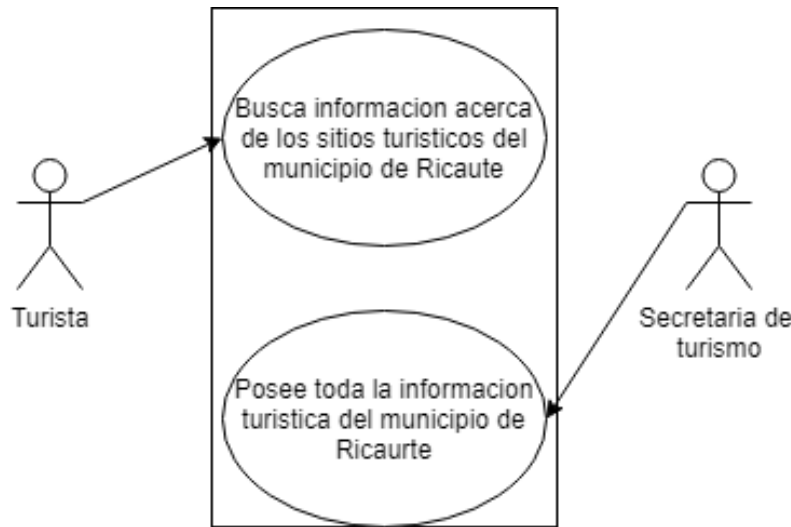 Busca informacion acerca
de los sitios turisticos del
municipio de Ricaute
Turista
Secretaria de
turismo
Posee toda la informacion
turistica del municipio de
Ricaurte